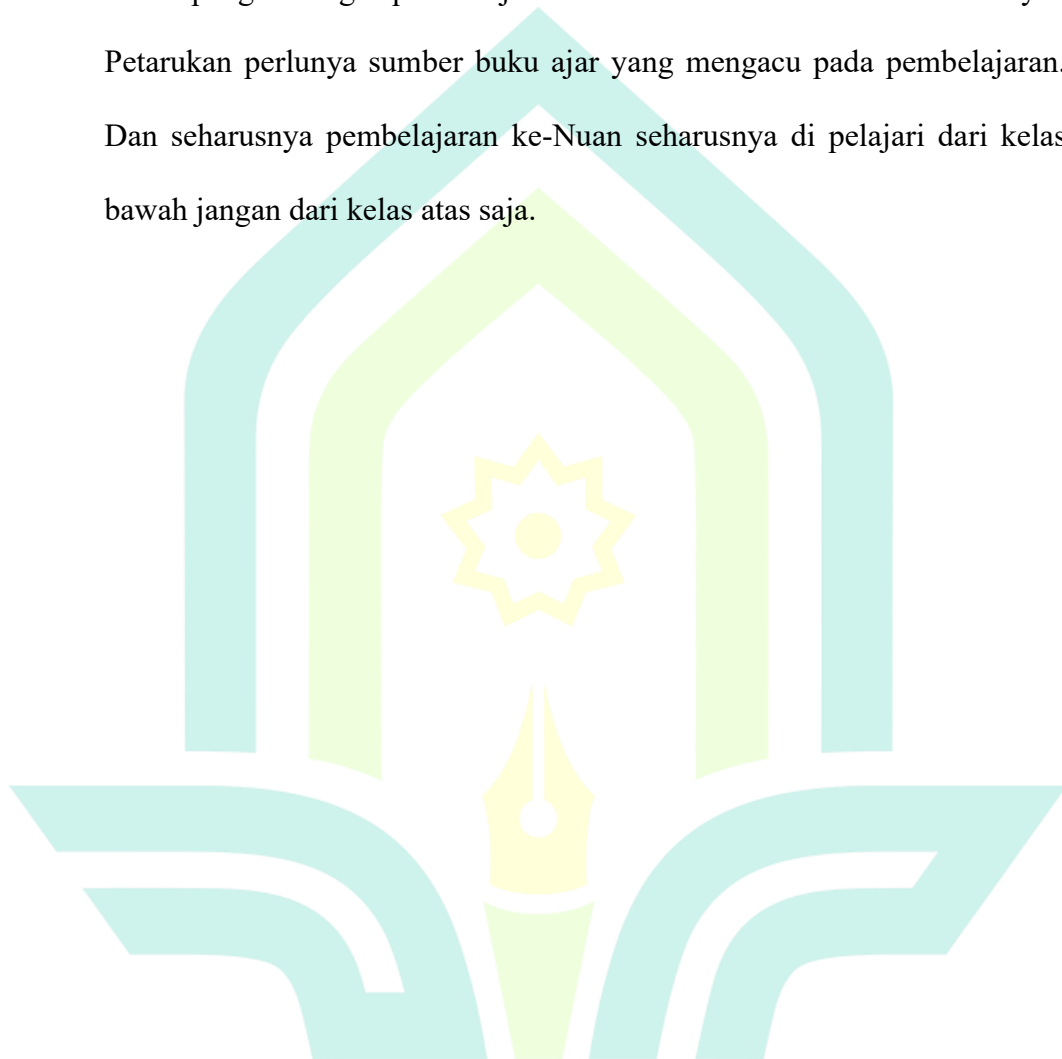 Petarukan perlunya sumber buku ajar yang mengacu pada pembelajaran.
Dan seharusnya pembelajaran ke-Nuan seharusnya di pelajari dari kelas
bawah jangan dari kelas atas saja.